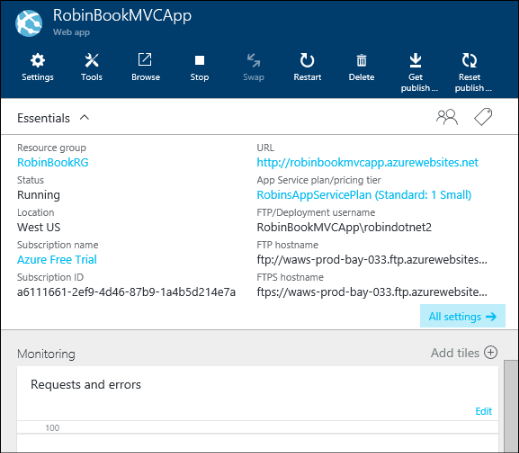 RobinBookMVCApp
Web app
Settings Tools Browse Stop Swap Restart Delete Get publish ... Reset publish ...
Essentials
Resource group
RobinBookRG
URL
http://robinbookmvcapp.azurewebsites.net
Status
Running
App Service plan/pricing tier
RobinsAppServicePlan (Standard: 1 Small)
Location
West US
FTP/Deployment username
RobinBookMVCApp\robindotnet2
Subscription name
Azure Free Trial
FTP hostname
ftp://waws-prod-bay-033.ftp.azurewebsites...
Subscription ID
a6111661-2ef9-4d46-87b9-1a4b5d214e7a
FTPS hostname
ftps://waws-prod-bay-033.ftp.azurewebsite...
All settings →
Monitoring
Add tiles
Requests and errors
Edit
100